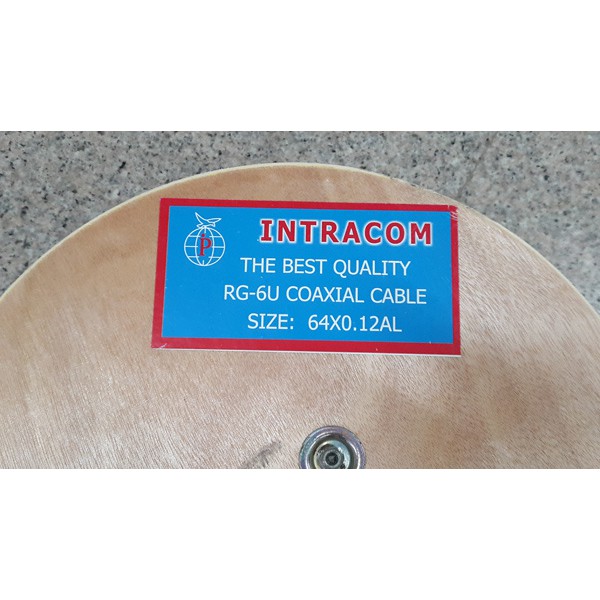 P
INTRACOM
THE BEST QUALITY
RG-6U COAXIAL CABLE
SIZE: 64X0.12AL